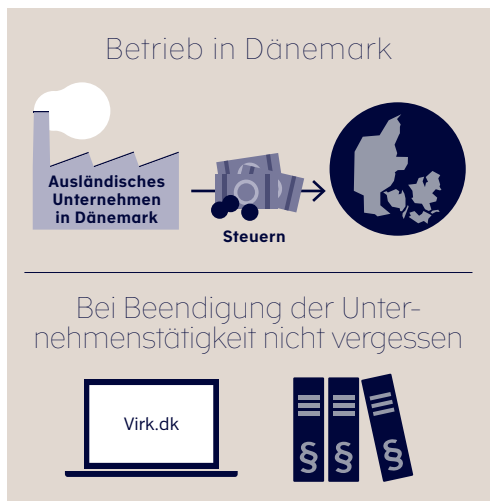 Betrieb in Dänemark
Ausländisches
Unternehmen
in Dänemark
Steuern
Bei Beendigung der Unter-
nehmenstätigkeit nicht vergessen
Virk.dk
§ § §